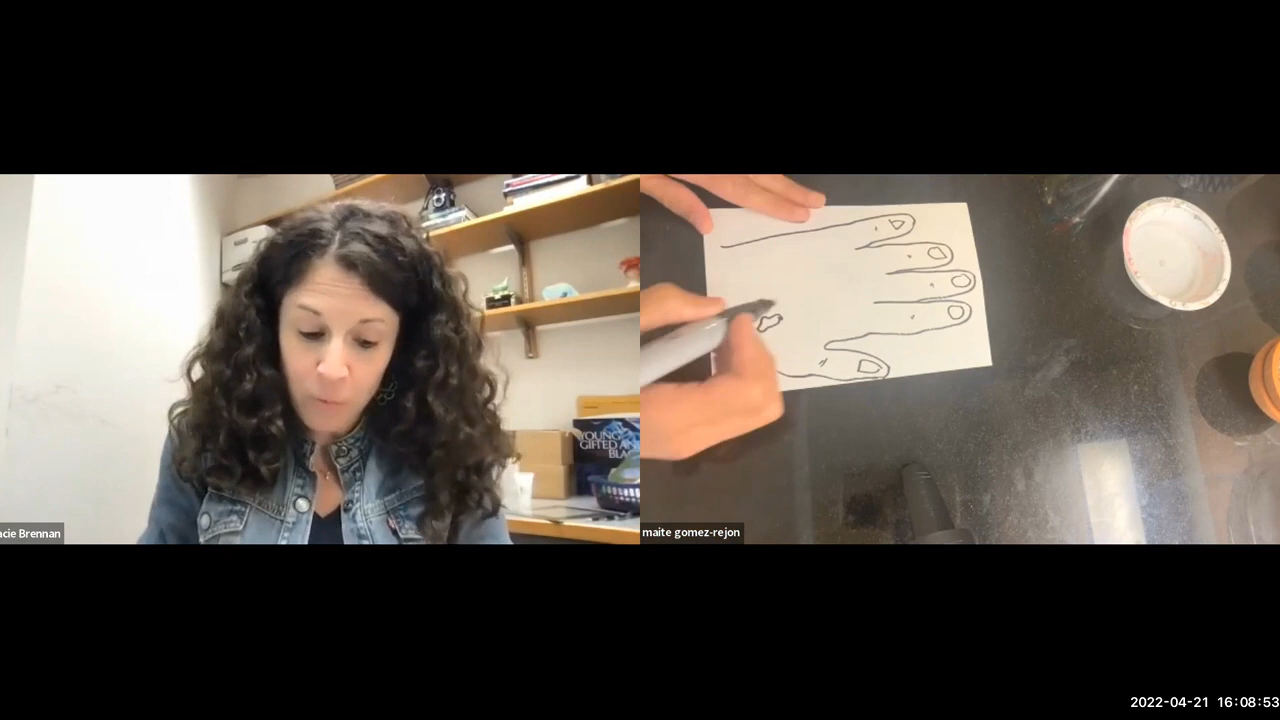 YOUNG
GIFTED AN
BLA
acie Brennan
maite gomez-rejon
2022-04-21 16:08:53